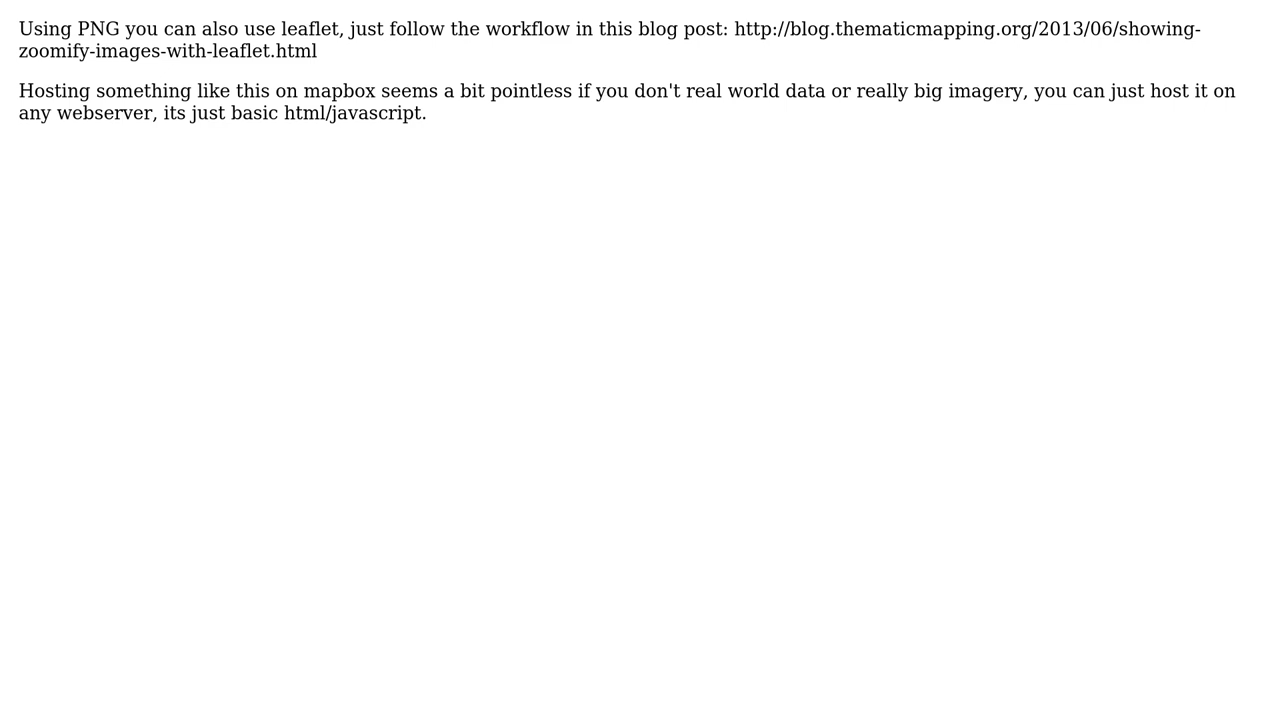 Using PNG you can also use leaflet, just follow the workflow in this blog post: http://blog.thematicmapping.org/2013/06/showing-
zoomify-images-with-leaflet.html
Hosting something like this on mapbox seems a bit pointless if you don't real world data or really big imagery, you can just host it on
any webserver, its just basic html/javascript.